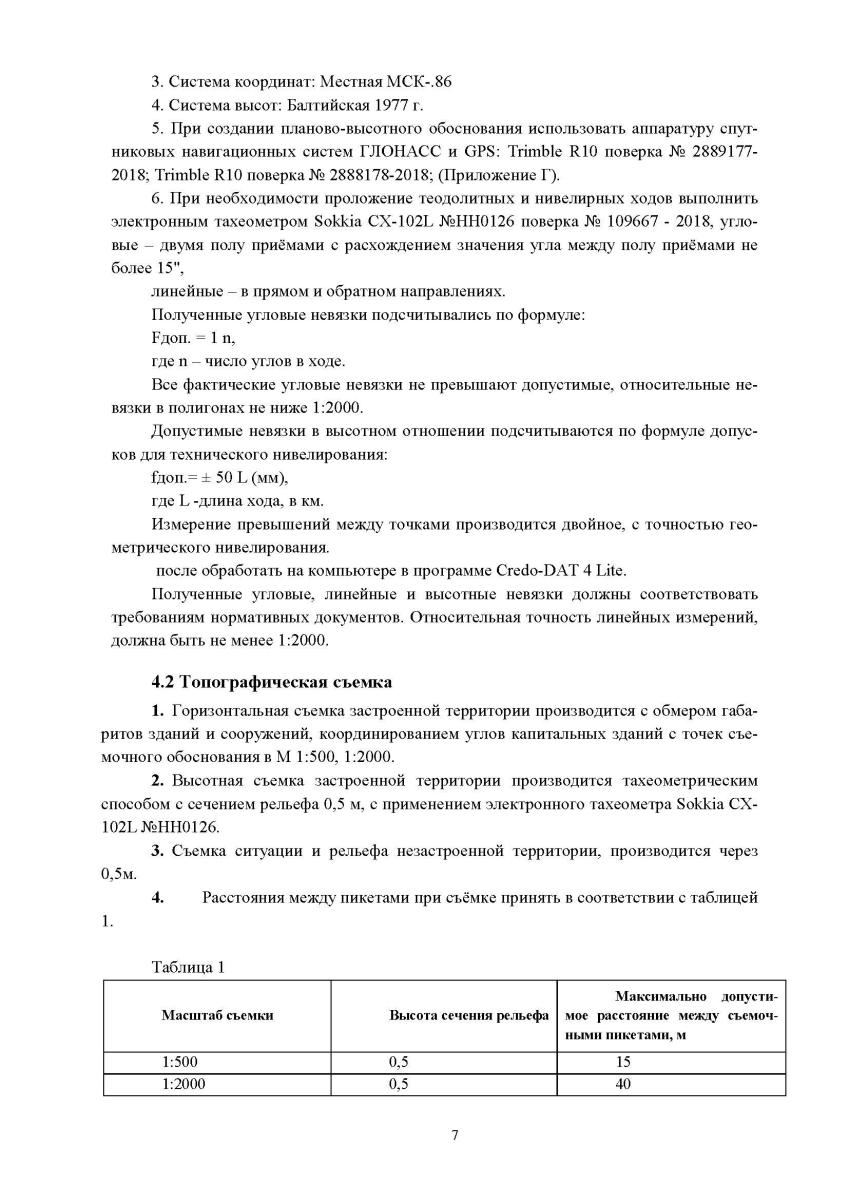 3. Система координат: Местная МСК-.86
4. Система высот: Балтийская 1977 г.
5. При создании планово-высотного обоснования использовать аппаратуру спут-
никовых навигационных систем ГЛОНАСС и GPS: Trimble R10 поверка № 2889177-
2018; Trimble R10 поверка № 2888178-2018; (Приложение Г).
6. При необходимости проложение теодолитных и нивелирных ходов выполнить
электронным тахеометром Sokkia CX-102L №НН0126 поверка № 109667 - 2018, угло-
вые – двумя полу приёмами с расхождением значения угла между полу приёмами не
более 15",
линейные – в прямом и обратном направлениях.
Полученные угловые невязки подсчитывались по формуле:
Fдоп. = 1 n,
где n – число углов в ходе.
Все фактические угловые невязки не превышают допустимые, относительные не-
вязки в полигонах не ниже 1:2000.
Допустимые невязки в высотном отношении подсчитываются по формуле допус-
ков для технического нивелирования:
fдоп.= ± 50 L (мм),
где L -длина хода, в км.
Измерение превышений между точками производится двойное, с точностью гео-
метрического нивелирования.
после обработать на компьютере в программе Credo-DAT 4 Lite.
Полученные угловые, линейные и высотные невязки должны соответствовать
требованиям нормативных документов. Относительная точность линейных измерений,
должна быть не менее 1:2000.
4.2 Топографическая съемка
1. Горизонтальная съемка застроенной территории производится с обмером габа-
ритов зданий и сооружений, координированием углов капитальных зданий с точек съе-
мочного обоснования в М 1:500, 1:2000.
2. Высотная съемка застроенной территории производится тахеометрическим
способом с сечением рельефа 0,5 м, с применением электронного тахеометра Sokkia CX-
102L №НН0126.
3. Съемка ситуации и рельефа незастроенной территории, производится через
0,5м.
4. Расстояния между пикетами при съёмке принять в соответствии с таблицей
1.
Таблица 1
Масштаб съемки Высота сечения рельефа Максимально допусти-
мое расстояние между съемоч-
ными пикетами, м
1:500 0,5 15
1:2000 0,5 40
7